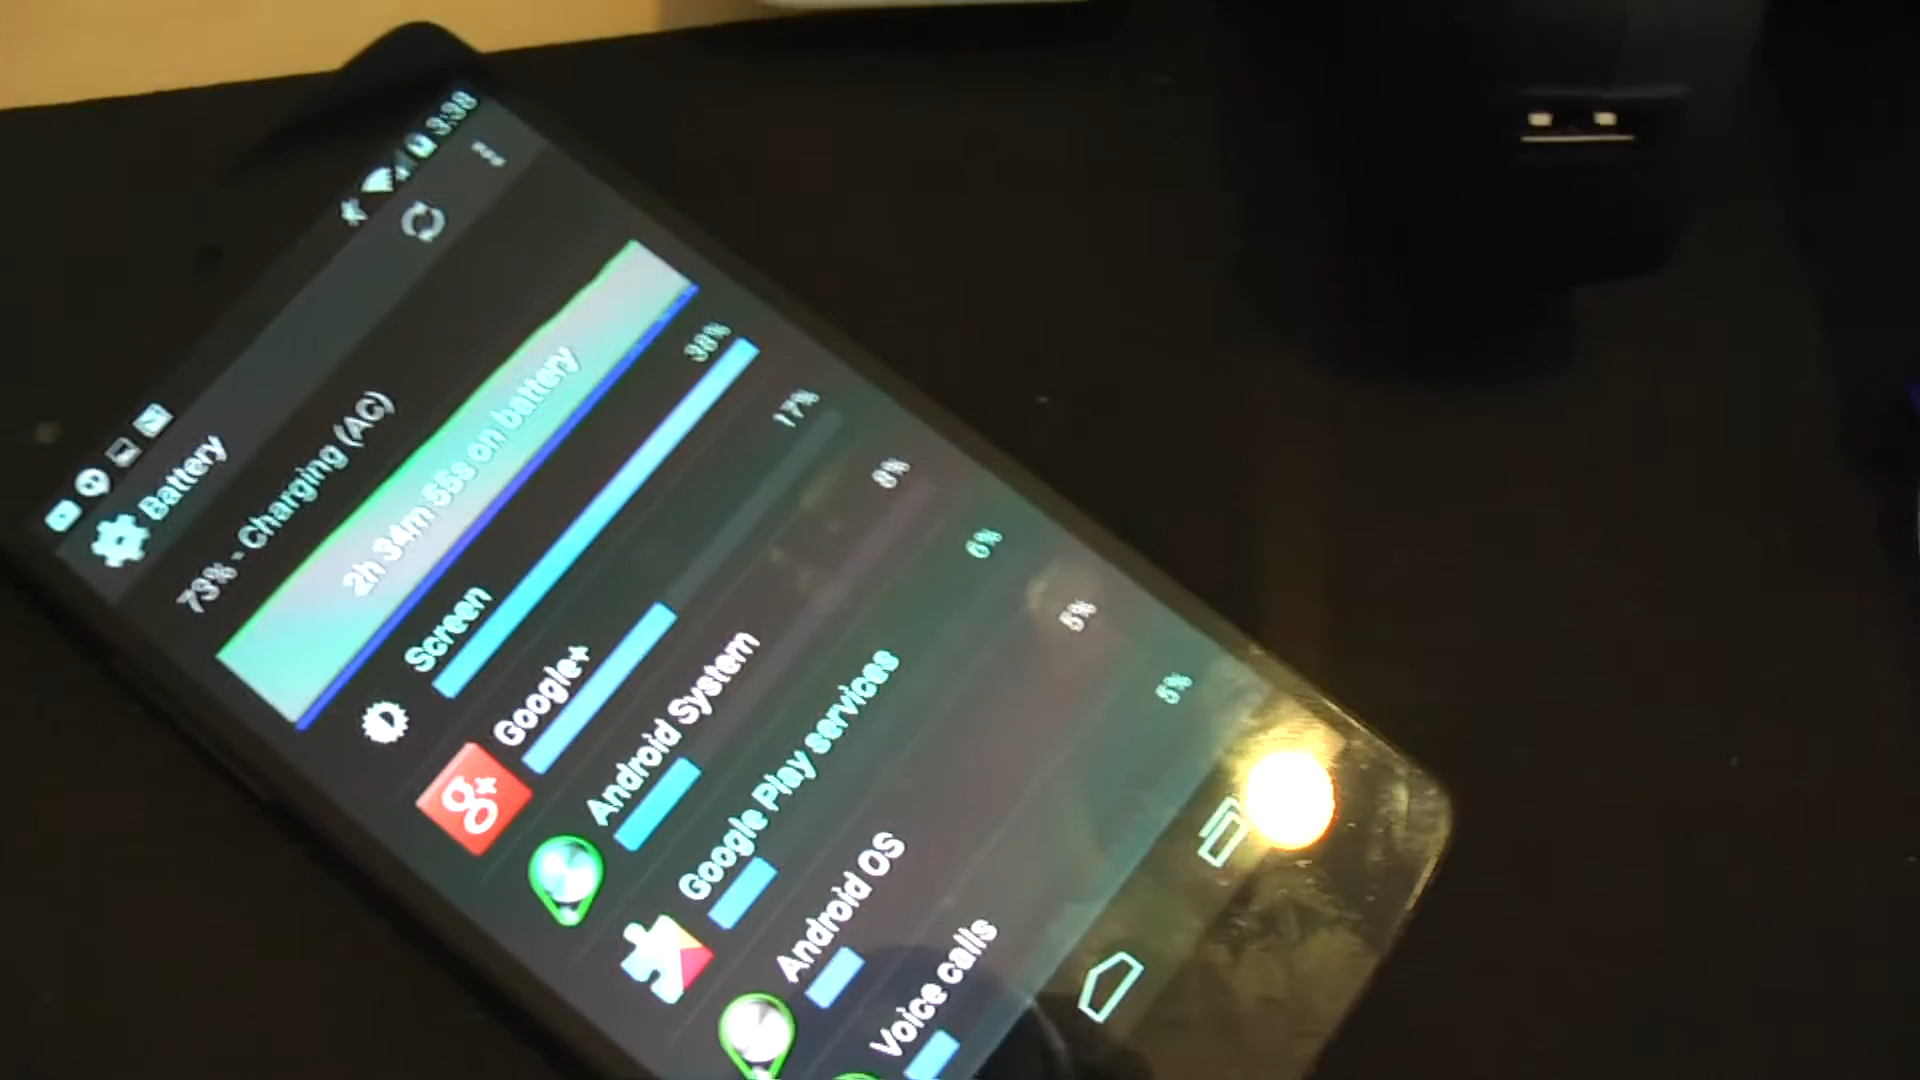 3:38
Battery
73% - Charging (AC)
2h 34m 55s on battery
Screen 38%
Google+ 17%
g+
Android System 8%
Google Play services 6%
Android OS 5%
Voice calls 5%